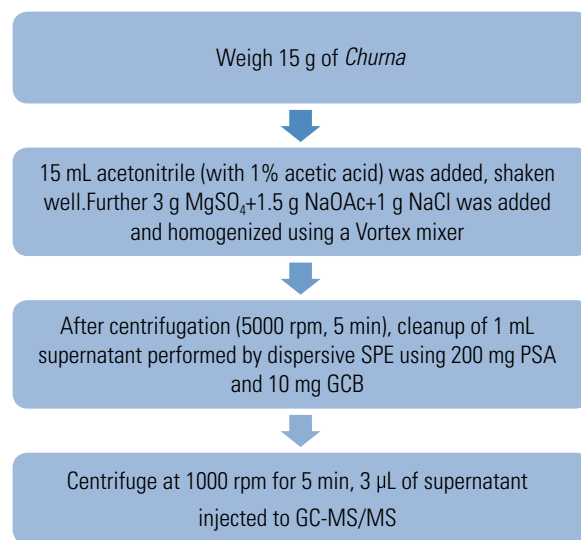 Weigh 15 g of Churna
15 mL acetonitrile (with 1% acetic acid) was added, shaken
well.Further 3 g MgSO₄+1.5 g NaOAc+1 g NaCl was added
and homogenized using a Vortex mixer
After centrifugation (5000 rpm, 5 min), cleanup of 1 mL
supernatant performed by dispersive SPE using 200 mg PSA
and 10 mg GCB
Centrifuge at 1000 rpm for 5 min, 3 µL of supernatant
injected to GC-MS/MS